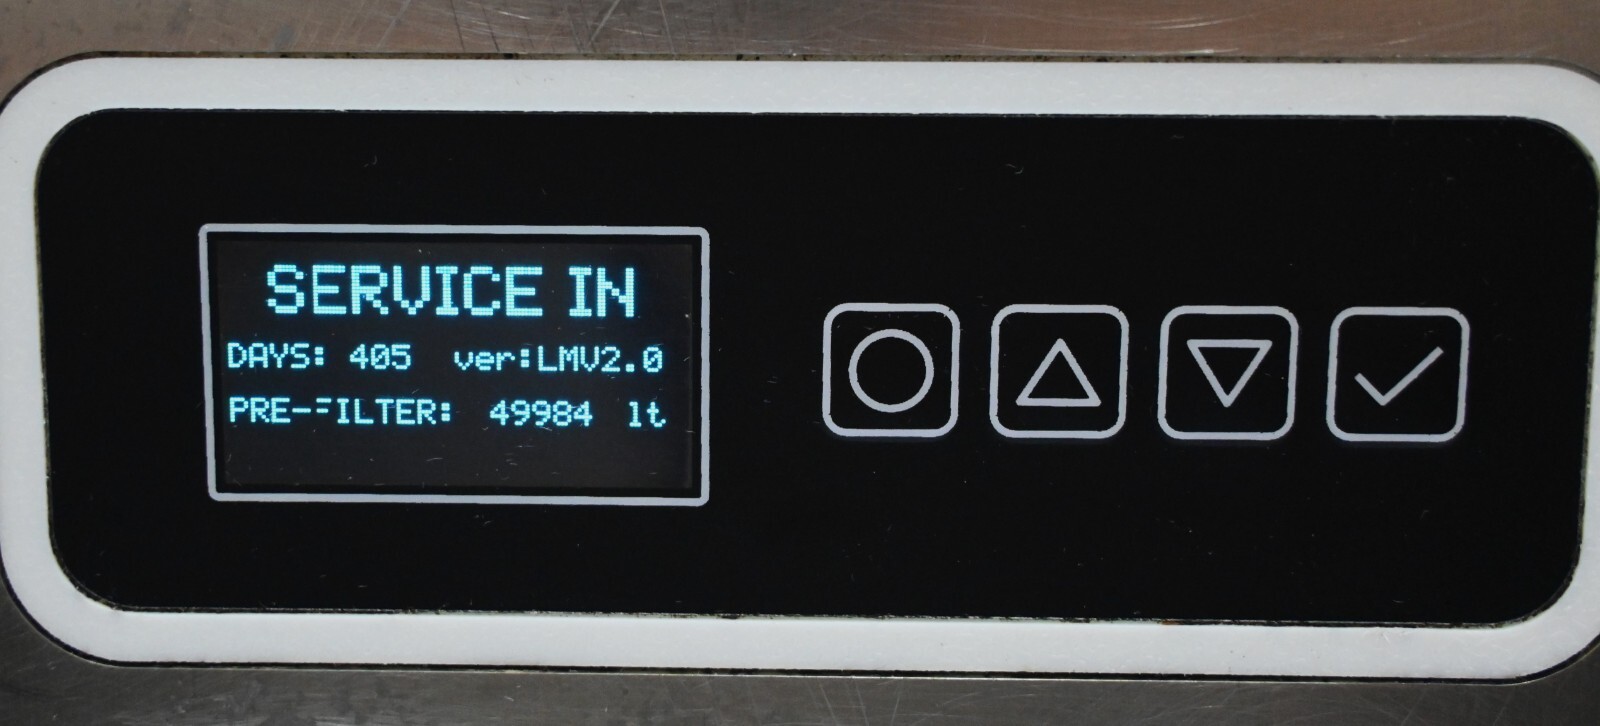 SERVICE IN
DAYS: 405 ver:LMV2.0
PRE-FILTER: 49984 lt